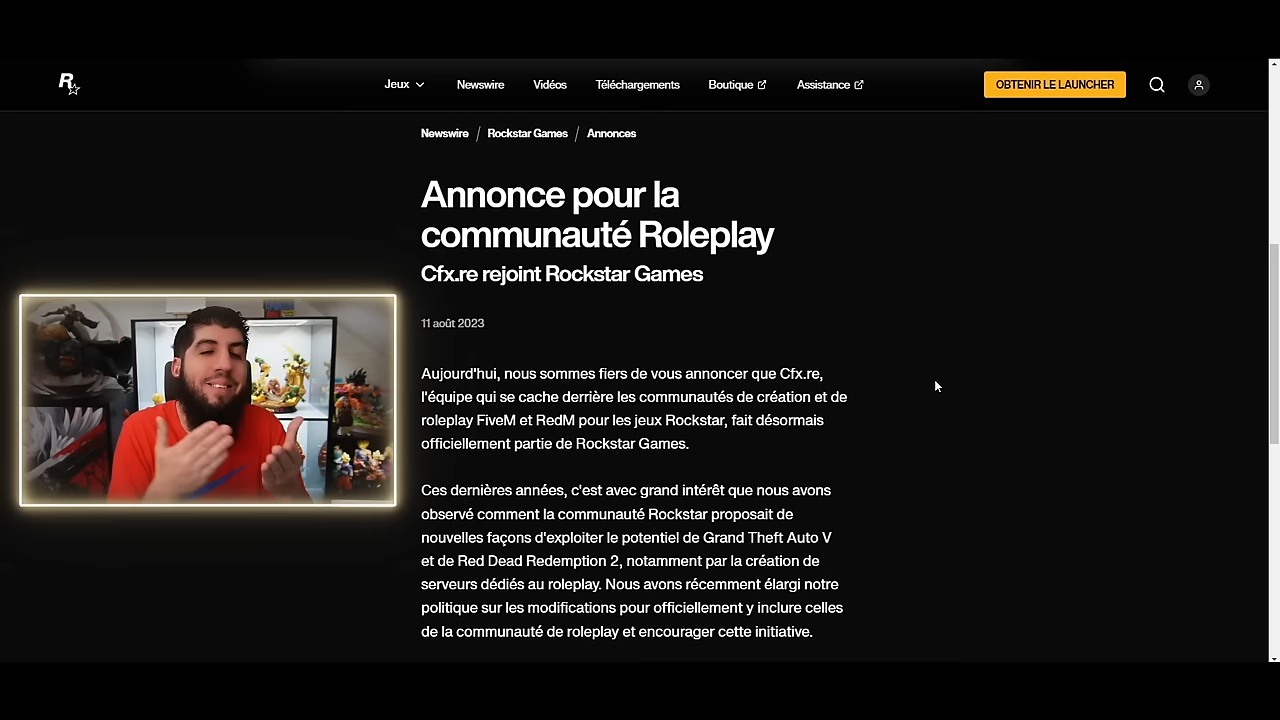 R
Jeux
Newswire
Vidéos
Téléchargements
Boutique
Assistance
OBTENIR LE LAUNCHER
Newswire / Rockstar Games / Annonces
Annonce pour la
communauté Roleplay
Cfx.re rejoint Rockstar Games
11 août 2023
Aujourd'hui, nous sommes fiers de vous annoncer que Cfx.re,
l'équipe qui se cache derrière les communautés de création et de
roleplay FiveM et RedM pour les jeux Rockstar, fait désormais
officiellement partie de Rockstar Games.
Ces dernières années, c'est avec grand intérêt que nous avons
observé comment la communauté Rockstar proposait de
nouvelles façons d'exploiter le potentiel de Grand Theft Auto V
et de Red Dead Redemption 2, notamment par la création de
serveurs dédiés au roleplay. Nous avons récemment élargi notre
politique sur les modifications pour officiellement y inclure celles
de la communauté de roleplay et encourager cette initiative.